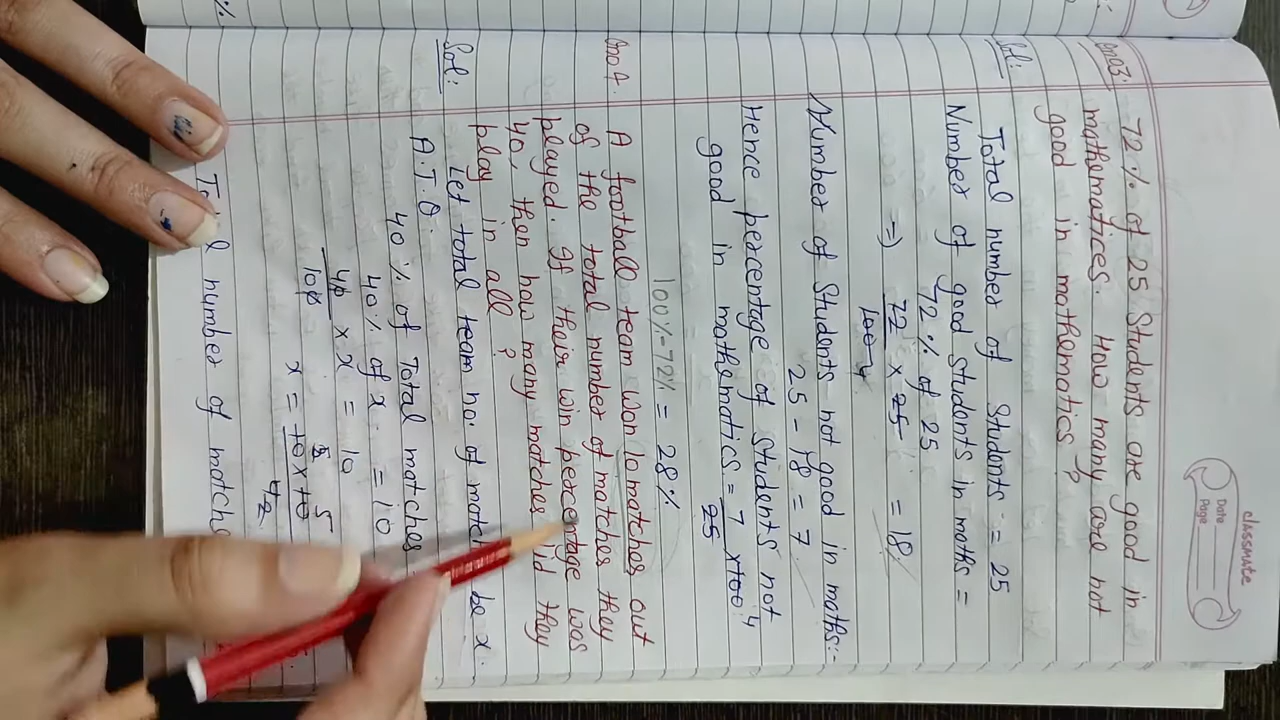 classmate
Date
Page
Qno3. 72% of 25 Students are good in
mathematices. How many are not
good in mathematics?
Sol:
Total number of Students = 25
Number of good Students in maths =
72% of 25
=) 72 × 25 = 18
100 4
Number of Students not good in maths:-
25 - 18 = 7
Hence percentage of students not
good in mathematics = 7 ×100 4
25
100%-72% = 28%
Qno4. A football team won 10 matches out
of the total number of matches they
played. If their win percentage was
40, then how many matches did they
play in all?
Sol:
Let total team no. of match be x.
A.T.Q.
40% of Total matches
40% of x = 10
40 × x = 10
100
x = 10 × 10
number of matche